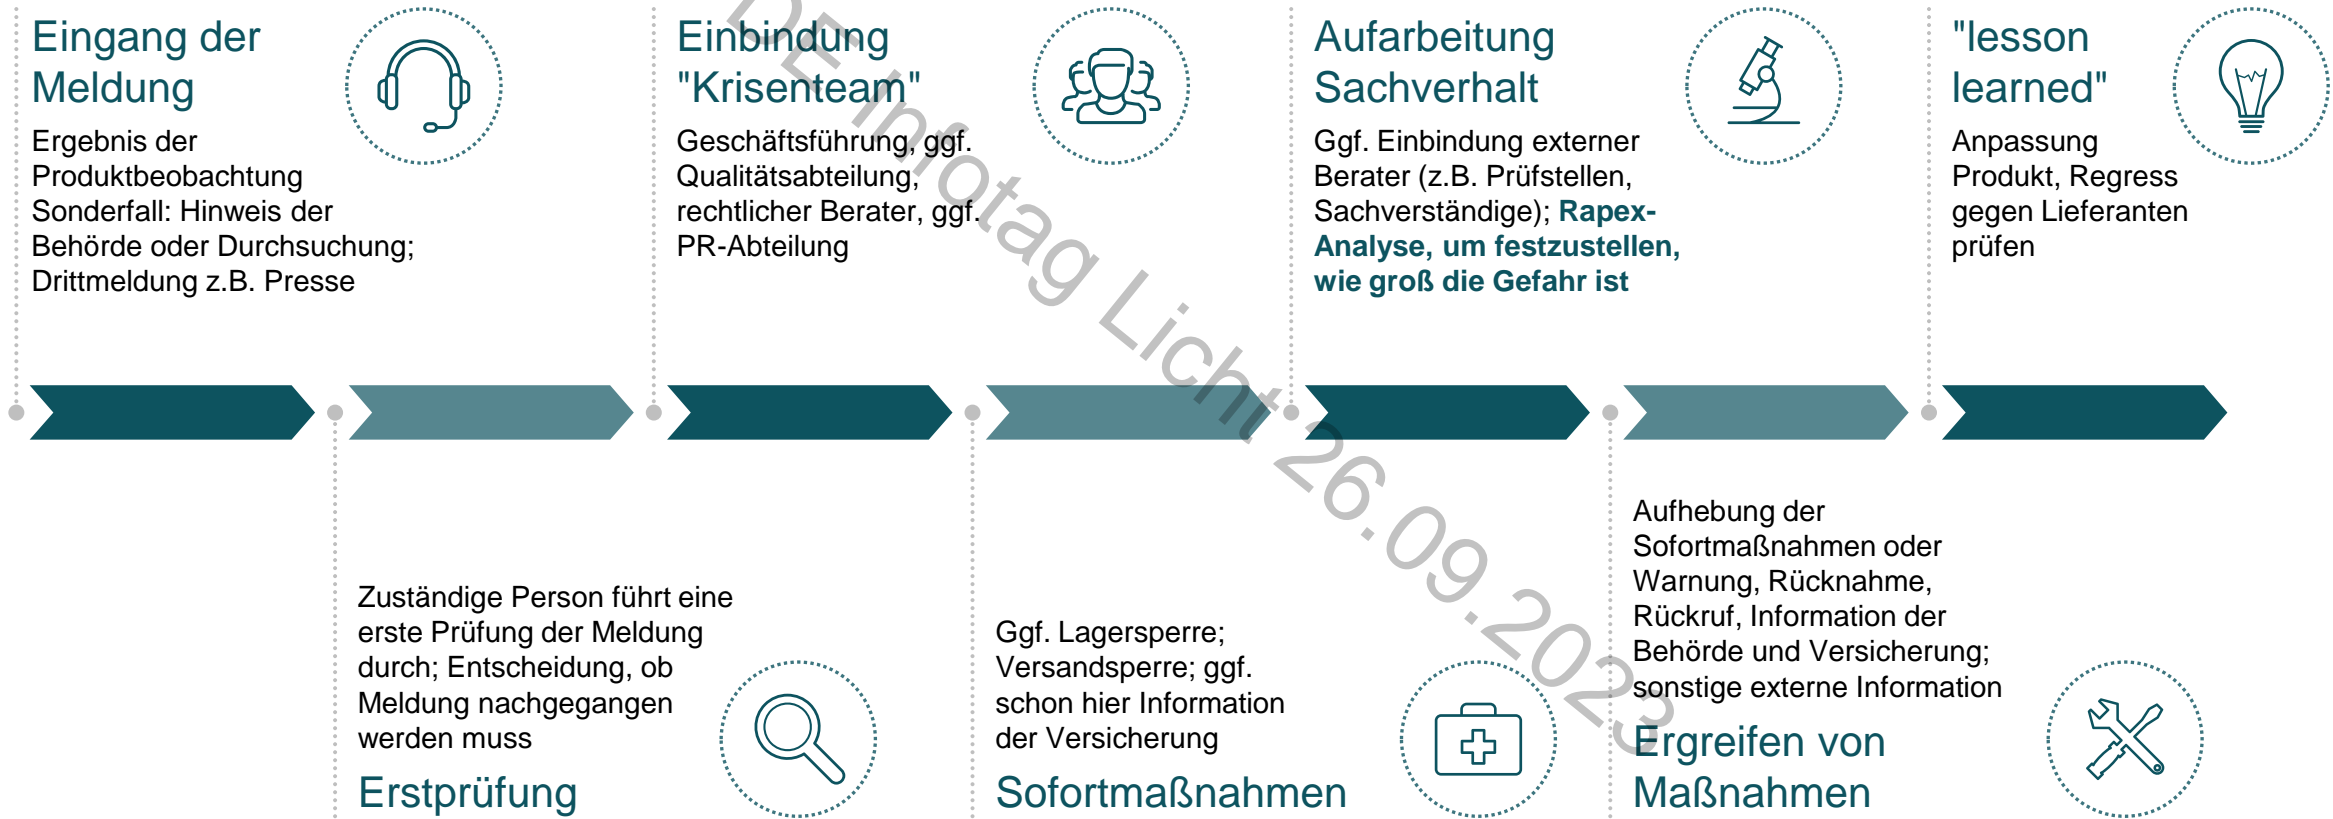 Eingang der
Meldung
Ergebnis der
Produktbeobachtung
Sonderfall: Hinweis der
Behörde oder Durchsuchung;
Drittmeldung z.B. Presse
Zuständige Person führt eine
erste Prüfung der Meldung
durch; Entscheidung, ob
Meldung nachgegangen
werden muss
Erstprüfung
Einbindung
"Krisenteam"
Geschäftsführung, ggf.
Qualitätsabteilung,
rechtlicher Berater, ggf.
PR-Abteilung
Ggf. Lagersperre;
Versandsperre; ggf.
schon hier Information
der Versicherung
Sofortmaßnahmen
Aufarbeitung
Sachverhalt
Ggf. Einbindung externer
Berater (z.B. Prüfstellen,
Sachverständige); Rapex-
Analyse, um festzustellen,
wie groß die Gefahr ist
Aufhebung der
Sofortmaßnahmen oder
Warnung, Rücknahme,
Rückruf, Information der
Behörde und Versicherung;
sonstige externe Information
Ergreifen von
Maßnahmen
"lesson
learned"
Anpassung
Produkt, Regress
gegen Lieferanten
prüfen
DE Infotag Licht 26.09.2023